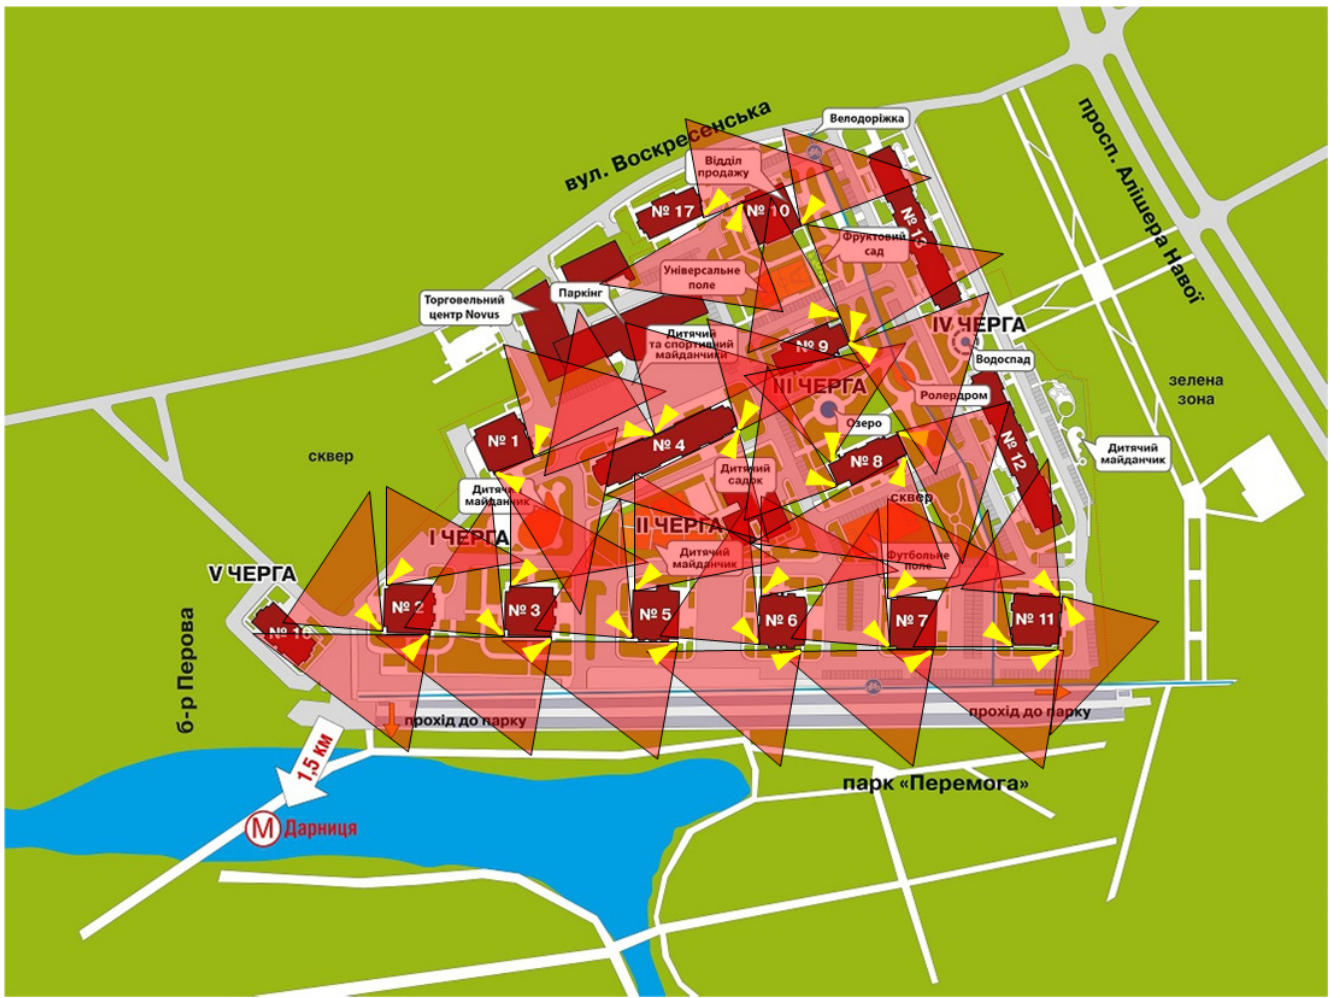 Велодоріжка
вул. Воскресенська
просп. Алішера Навої
Відділ
продажу
№ 17
№ 10
№ 13
Фруктовий
сад
Універсальне
поле
Торговельний
центр Novus
Паркінг
Дитячий
та спортивний
майданчики
IV ЧЕРГА
№ 9
Водоспад
III ЧЕРГА
зелена
зона
Ролердром
Озеро
№ 1
№ 4
№ 8
№ 12
Дитячий
майданчик
сквер
Дитячий
садок
Дитячий
майданчик
сквер
I ЧЕРГА
II ЧЕРГА
Дитячий
майданчик
Футбольне
поле
V ЧЕРГА
№ 2
№ 3
№ 5
№ 6
№ 7
№ 11
№ 16
б-р Перова
прохід до парку
прохід до парку
1,5 км
парк «Перемога»
М Дарниця